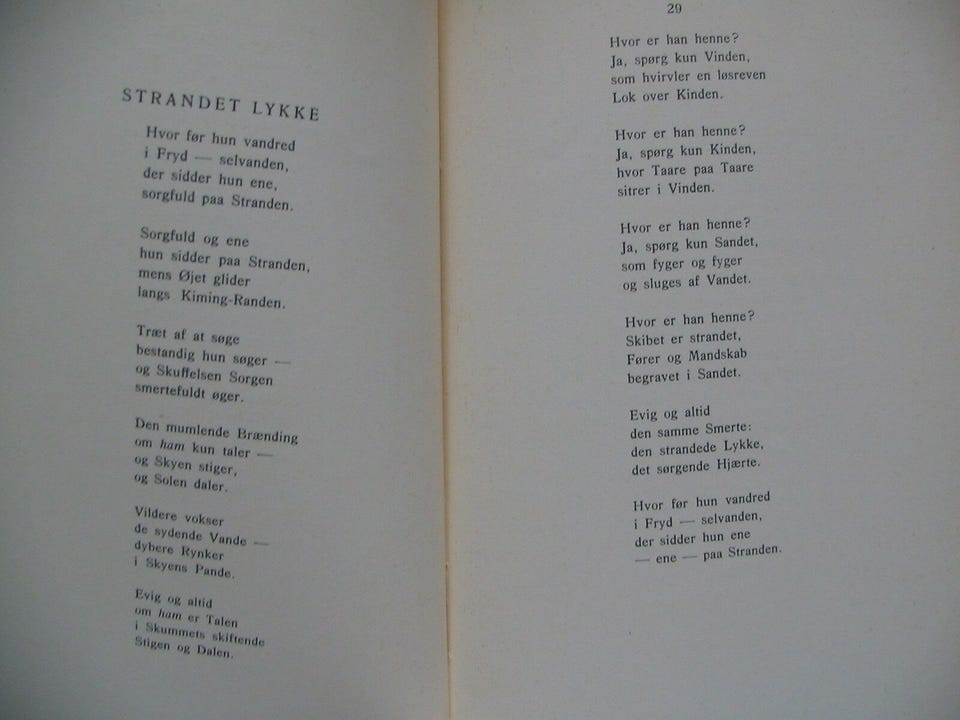 STRANDET LYKKE
Hvor før hun vandred
i Fryd — selvanden,
der sidder hun ene,
sorgfuld paa Stranden.
Sorgfuld og ene
hun sidder paa Stranden,
mens Øjet glider
langs Kiming-Randen.
Træt af at søge
bestandig hun søger —
og Skuffelsen Sorgen
smertefuldt øger.
Den mumlende Brænding
om ham kun taler —
og Skyen stiger,
og Solen daler.
Vildere vokser
de sydende Vande —
dybere Rynker
i Skyens Pande.
Evig og altid
om ham er Talen
i Skummets skiftende
Stigen og Dalen.
29
Hvor er han henne?
Ja, spørg kun Vinden,
som hvirvler en løsreven
Lok over Kinden.
Hvor er han henne?
Ja, spørg kun Kinden,
hvor Taare paa Taare
sitrer i Vinden.
Hvor er han henne?
Ja, spørg kun Sandet,
som fyger og fyger
og sluges af Vandet.
Hvor er han henne?
Skibet er strandet,
Fører og Mandskab
begravet i Sandet.
Evig og altid
den samme Smerte:
den strandede Lykke,
det sørgende Hjærte.
Hvor før hun vandred
i Fryd — selvanden,
der sidder hun ene
— ene — paa Stranden.